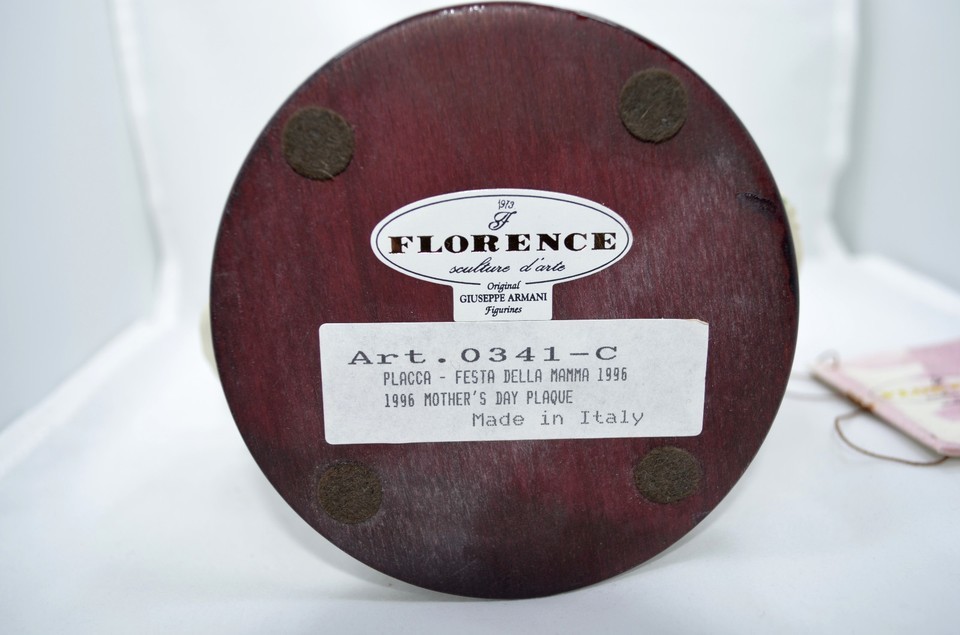 1973
FLORENCE
sculture d'arte
Original
GIUSEPPE ARMANI
Figurines
Art.0341-C
PLACCA - FESTA DELLA MAMMA 1996
1996 MOTHER'S DAY PLAQUE
Made in Italy